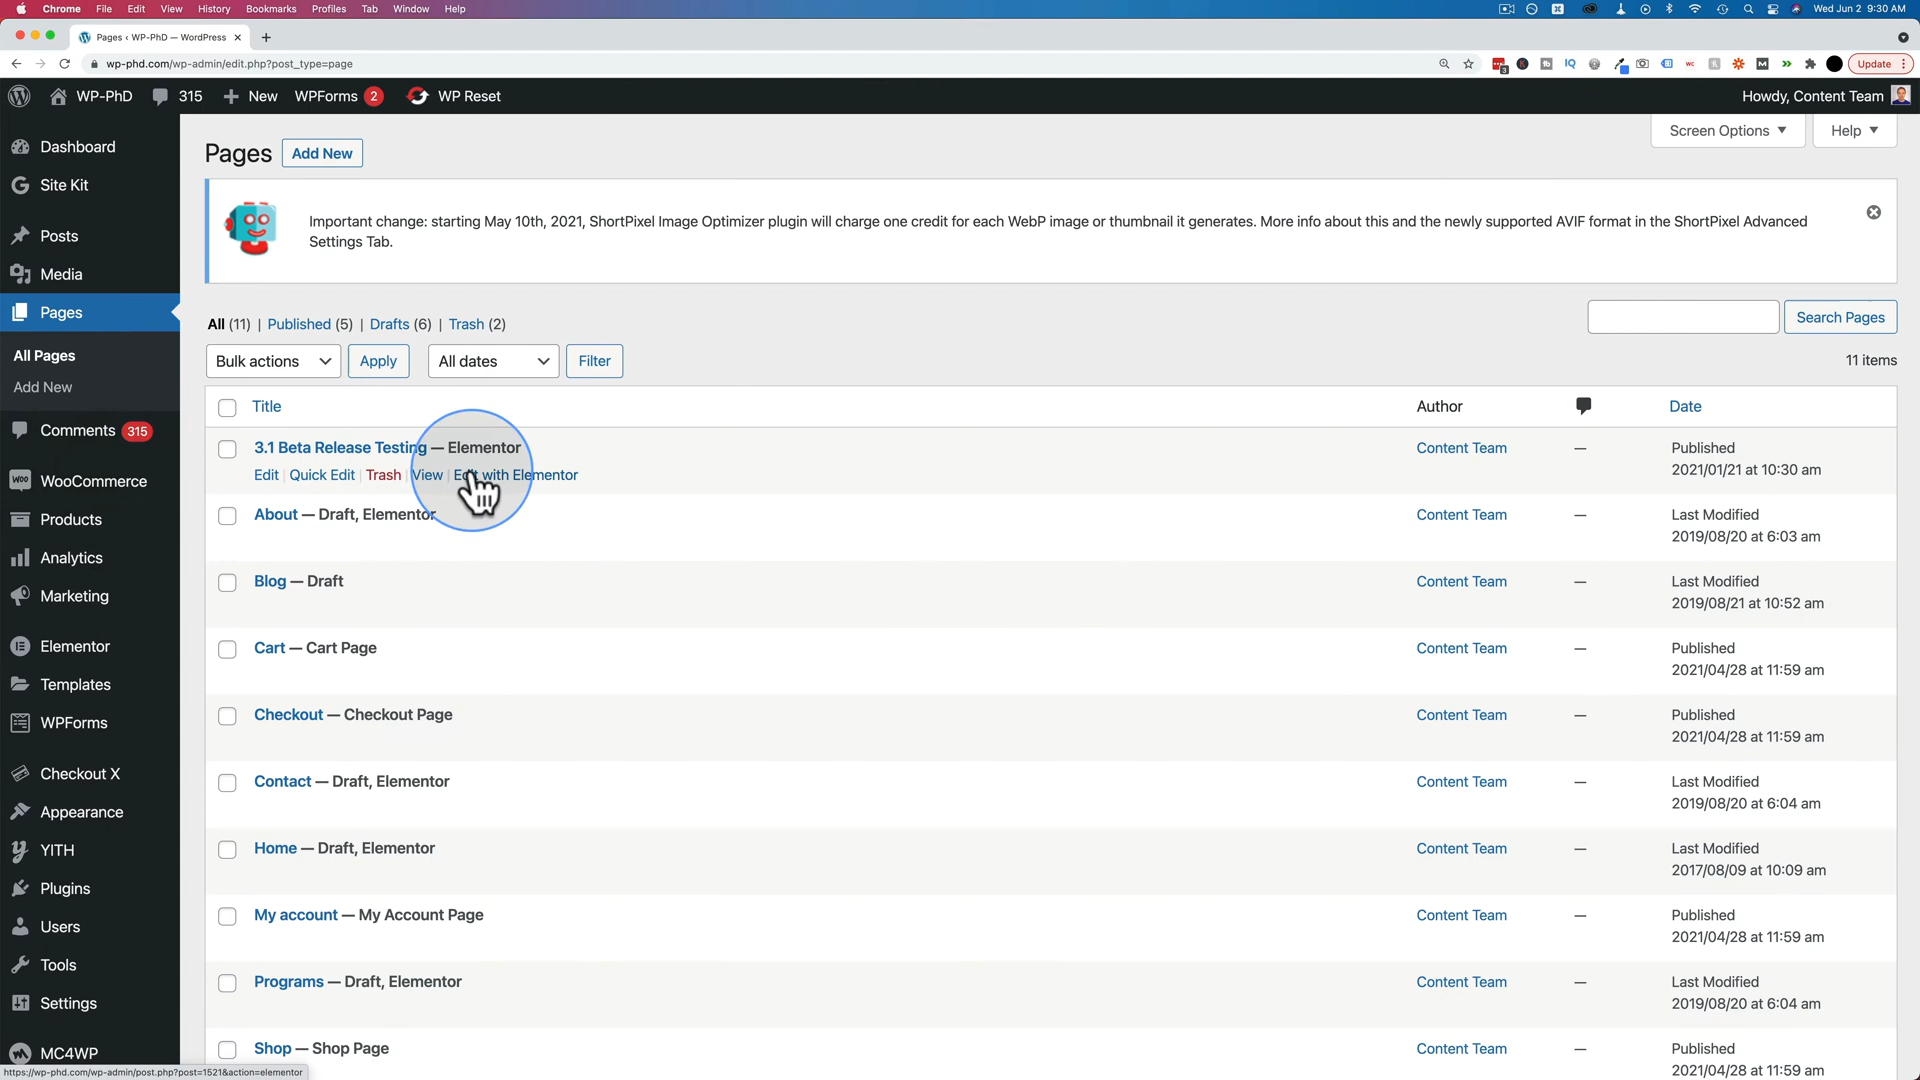 Chrome File Edit View History Bookmarks Profiles Tab Window Help Wed Jun 2 9:30 AM
Pages ‹ WP-PhD — WordPress
wp-phd.com/wp-admin/edit.php?post_type=page Update
WP-PhD 315 New WPForms 2 WP Reset Howdy, Content Team
Screen Options Help
Dashboard
Site Kit
Posts
Media
Pages
All Pages
Add New
Comments 315
WooCommerce
Products
Analytics
Marketing
Elementor
Templates
WPForms
Checkout X
Appearance
YITH
Plugins
Users
Tools
Settings
MC4WP
https://wp-phd.com/wp-admin/post.php?post=1521&action=elementor
Pages Add New
Important change: starting May 10th, 2021, ShortPixel Image Optimizer plugin will charge one credit for each WebP image or thumbnail it generates. More info about this and the newly supported AVIF format in the ShortPixel Advanced
Settings Tab.
All (11) | Published (5) | Drafts (6) | Trash (2)
Search Pages
Bulk actions Apply All dates Filter 11 items
Title Author Date
3.1 Beta Release Testing — Elementor Content Team — Published
Edit | Quick Edit | Trash | View | Edit with Elementor 2021/01/21 at 10:30 am
About — Draft, Elementor Content Team — Last Modified
2019/08/20 at 6:03 am
Blog — Draft Content Team — Last Modified
2019/08/21 at 10:52 am
Cart — Cart Page Content Team — Published
2021/04/28 at 11:59 am
Checkout — Checkout Page Content Team — Published
2021/04/28 at 11:59 am
Contact — Draft, Elementor Content Team — Last Modified
2019/08/20 at 6:04 am
Home — Draft, Elementor Content Team — Last Modified
2017/08/09 at 10:09 am
My account — My Account Page Content Team — Published
2021/04/28 at 11:59 am
Programs — Draft, Elementor Content Team — Last Modified
2019/08/20 at 6:04 am
Shop — Shop Page Content Team — Published
2021/04/28 at 11:59 am